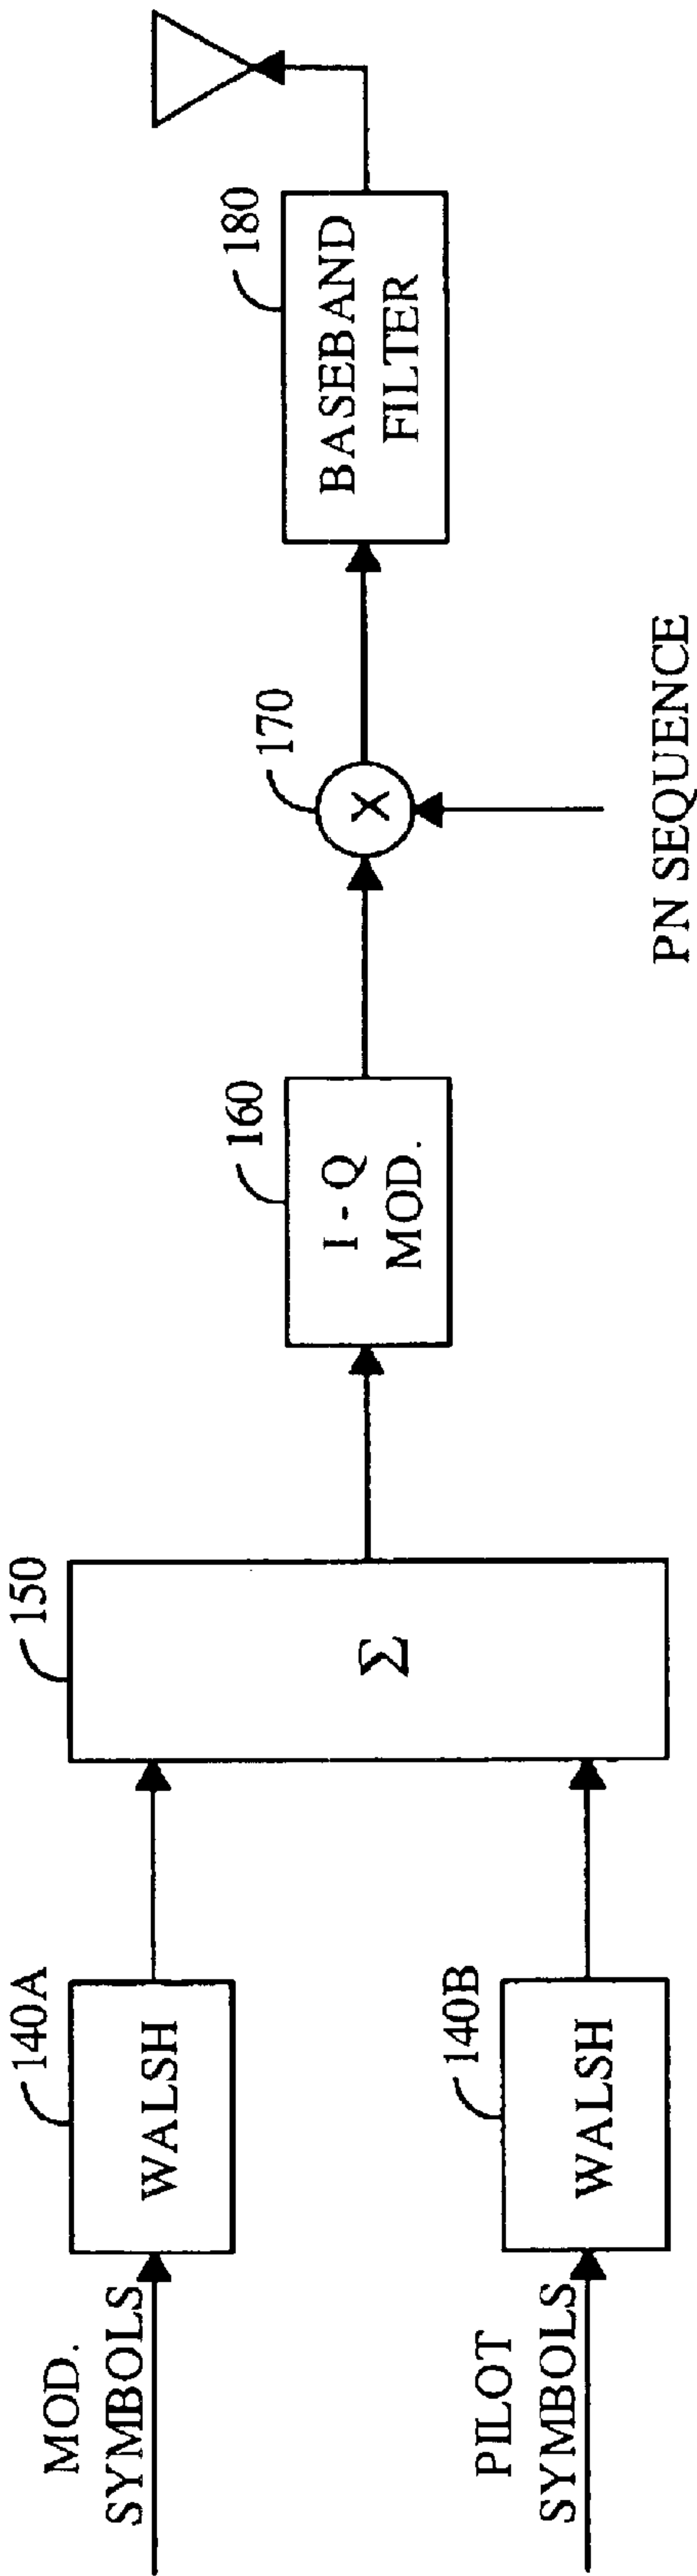 MOD.
SYMBOLS
140A
WALSH
PILOT
SYMBOLS
140B
WALSH
150
Σ
160
I - Q
MOD.
170
X
PN SEQUENCE
180
BASEBAND
FILTER